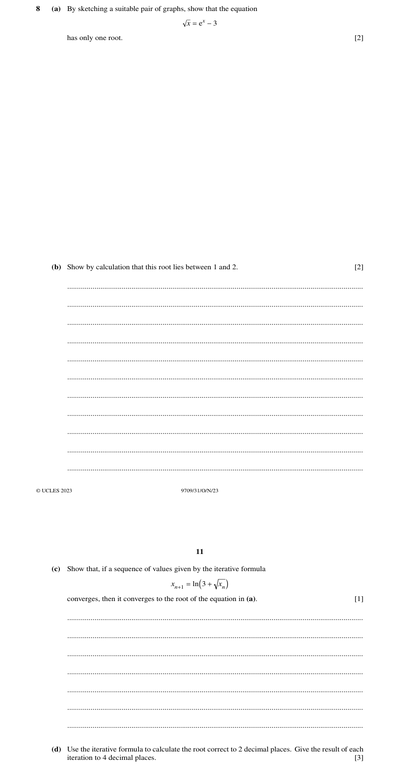 8 (a) By sketching a suitable pair of graphs, show that the equation
√x = eˣ − 3
has only one root. [2]
(b) Show by calculation that this root lies between 1 and 2. [2]
© UCLES 2023 9709/31/O/N/23
11
(c) Show that, if a sequence of values given by the iterative formula
xₙ₊₁ = ln(3 + √xₙ)
converges, then it converges to the root of the equation in (a). [1]
(d) Use the iterative formula to calculate the root correct to 2 decimal places. Give the result of each
iteration to 4 decimal places. [3]